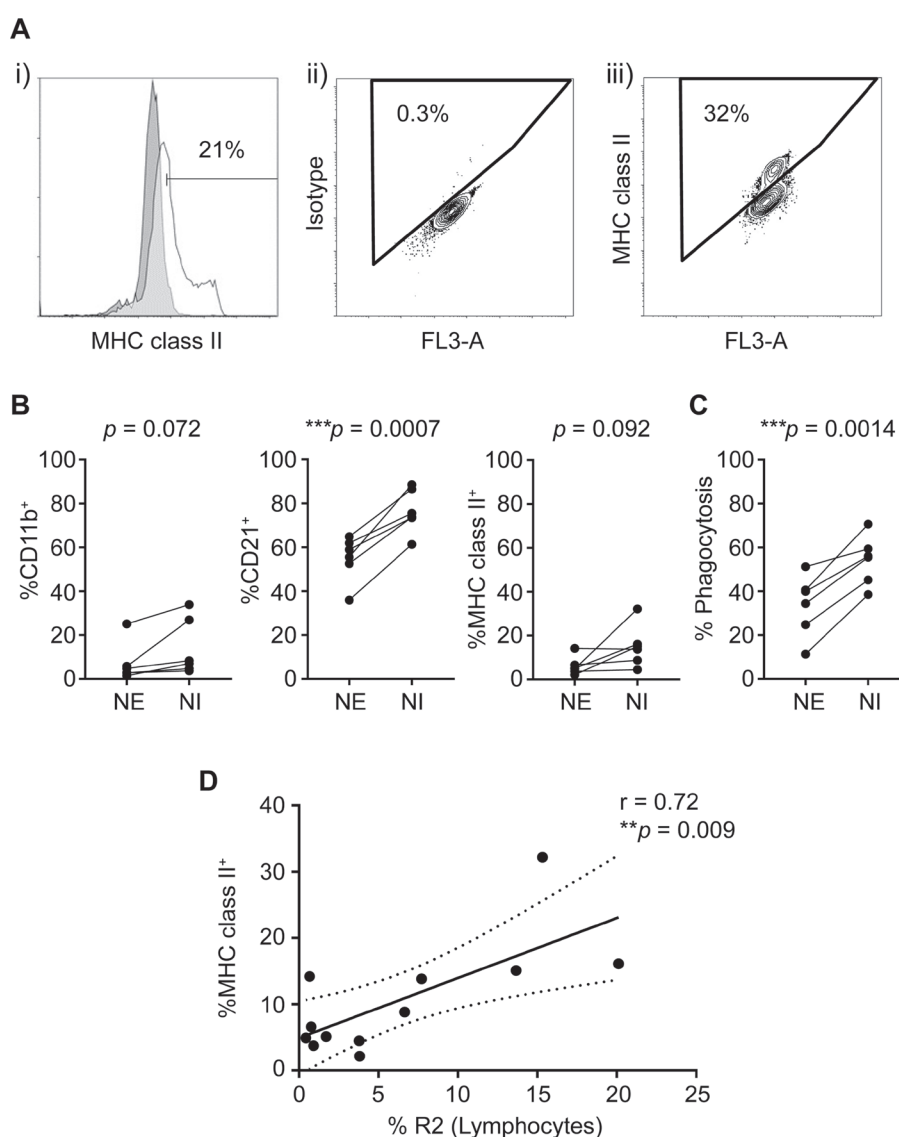 A
i)
21%
MHC class II
ii)
0.3%
Isotype
FL3-A
iii)
32%
MHC class II
FL3-A
B
p = 0.072
%CD11b⁺
100
80
60
40
20
0
NE NI
***p = 0.0007
%CD21⁺
100
80
60
40
20
0
NE NI
p = 0.092
%MHC class II⁺
100
80
60
40
20
0
NE NI
C
***p = 0.0014
% Phagocytosis
100
80
60
40
20
0
NE NI
D
r = 0.72
**p = 0.009
%MHC class II⁺
40
30
20
10
0
0 5 10 15 20 25
% R2 (Lymphocytes)